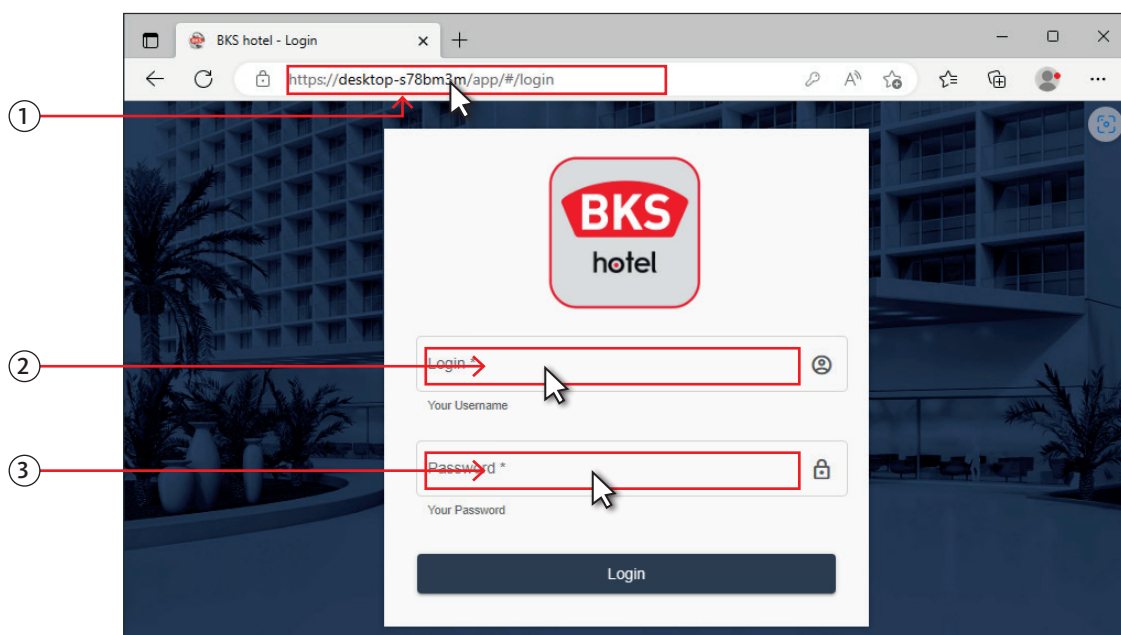 BKS hotel - Login
https://desktop-s78bm3m/app/#/login
1
BKS
hotel
2
Login *
Your Username
3
Password *
Your Password
Login